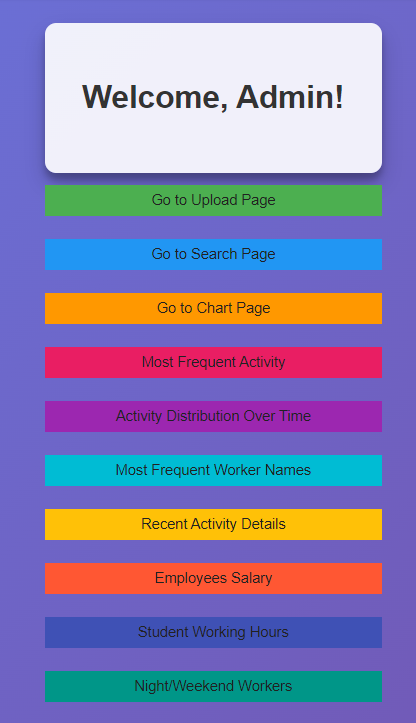 Welcome, Admin!
Go to Upload Page
Go to Search Page
Go to Chart Page
Most Frequent Activity
Activity Distribution Over Time
Most Frequent Worker Names
Recent Activity Details
Employees Salary
Student Working Hours
Night/Weekend Workers